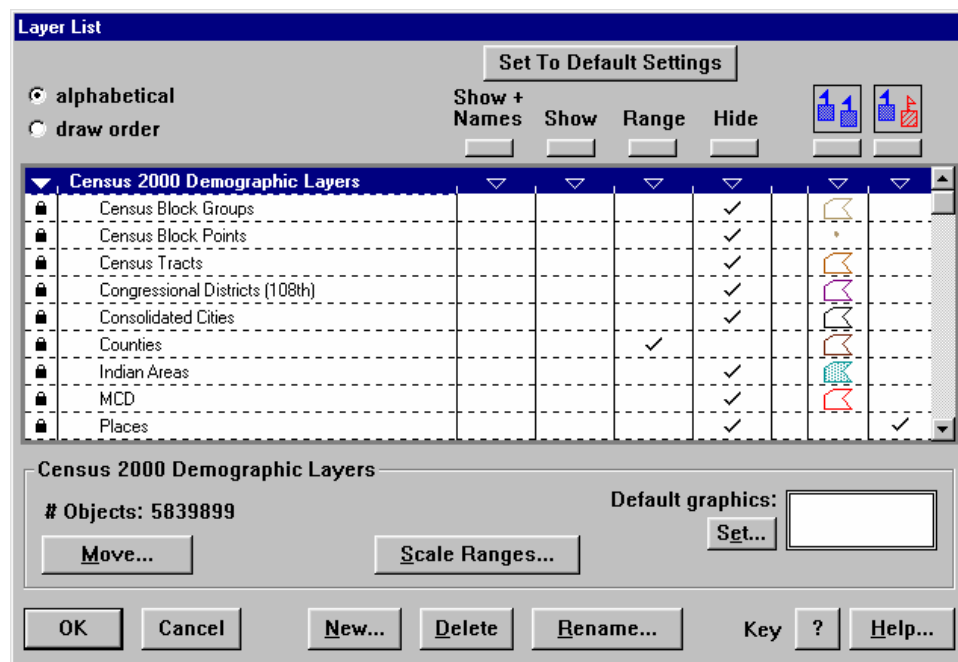 Layer List
Set To Default Settings
alphabetical
draw order
Show +
Names
Show
Range
Hide
Census 2000 Demographic Layers
Census Block Groups
Census Block Points
Census Tracts
Congressional Districts (108th)
Consolidated Cities
Counties
Indian Areas
MCD
Places
Census 2000 Demographic Layers
# Objects: 5839899
Default graphics:
Set...
Move...
Scale Ranges...
OK
Cancel
New...
Delete
Rename...
Key
?
Help...